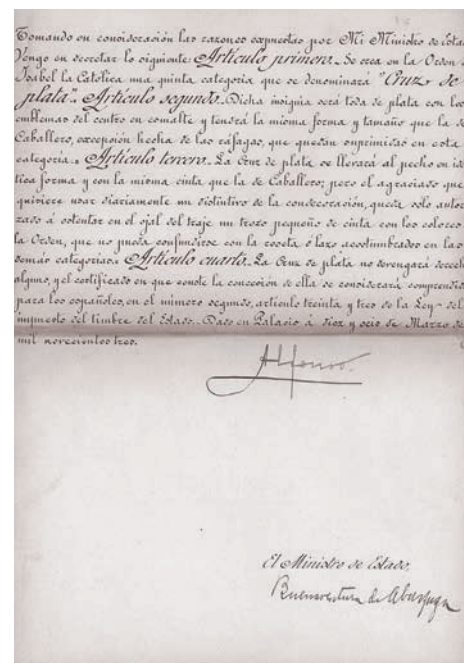 Tomando en consideración las razones expuestas por Mi Ministro de Esta
Vengo en decretar lo siguiente: Artículo primero. Se crea en la Orden
Isabel la Católica una quinta categoría que se denominará "Cruz de
plata". Artículo segundo. Dicha insignia será toda de plata con los
emblemas del centro en esmalte y tendrá la misma forma y tamaño que la de
Caballero, excepción hecha de las ráfagas, que quedan suprimidas en esta
categoría. Artículo tercero. La Cruz de plata se llevará al pecho en idé
tica forma y con la misma cinta que la de Caballero; pero el agraciado que
quisiere usar diariamente un distintivo de la condecoración, queda sólo autor
zado á ostentar en el ojal del traje un trozo pequeño de cinta con los colores
la Orden, que no pueda confundirse con la roseta ó lazo acostumbrado en las
demás categorías. Artículo cuarto. La Cruz de plata no devengará derech
alguno, y el certificado en que conste la concesión de ella se considerará comprendid
para los españoles, en el número segundo, artículo treinta y tres de la Ley del
impuesto del timbre del Estado. Dado en Palacio á diez y seis de Marzo de
mil novecientos tres.
Alfonso
El Ministro de Estado,
Buenaventura de Abarzuza